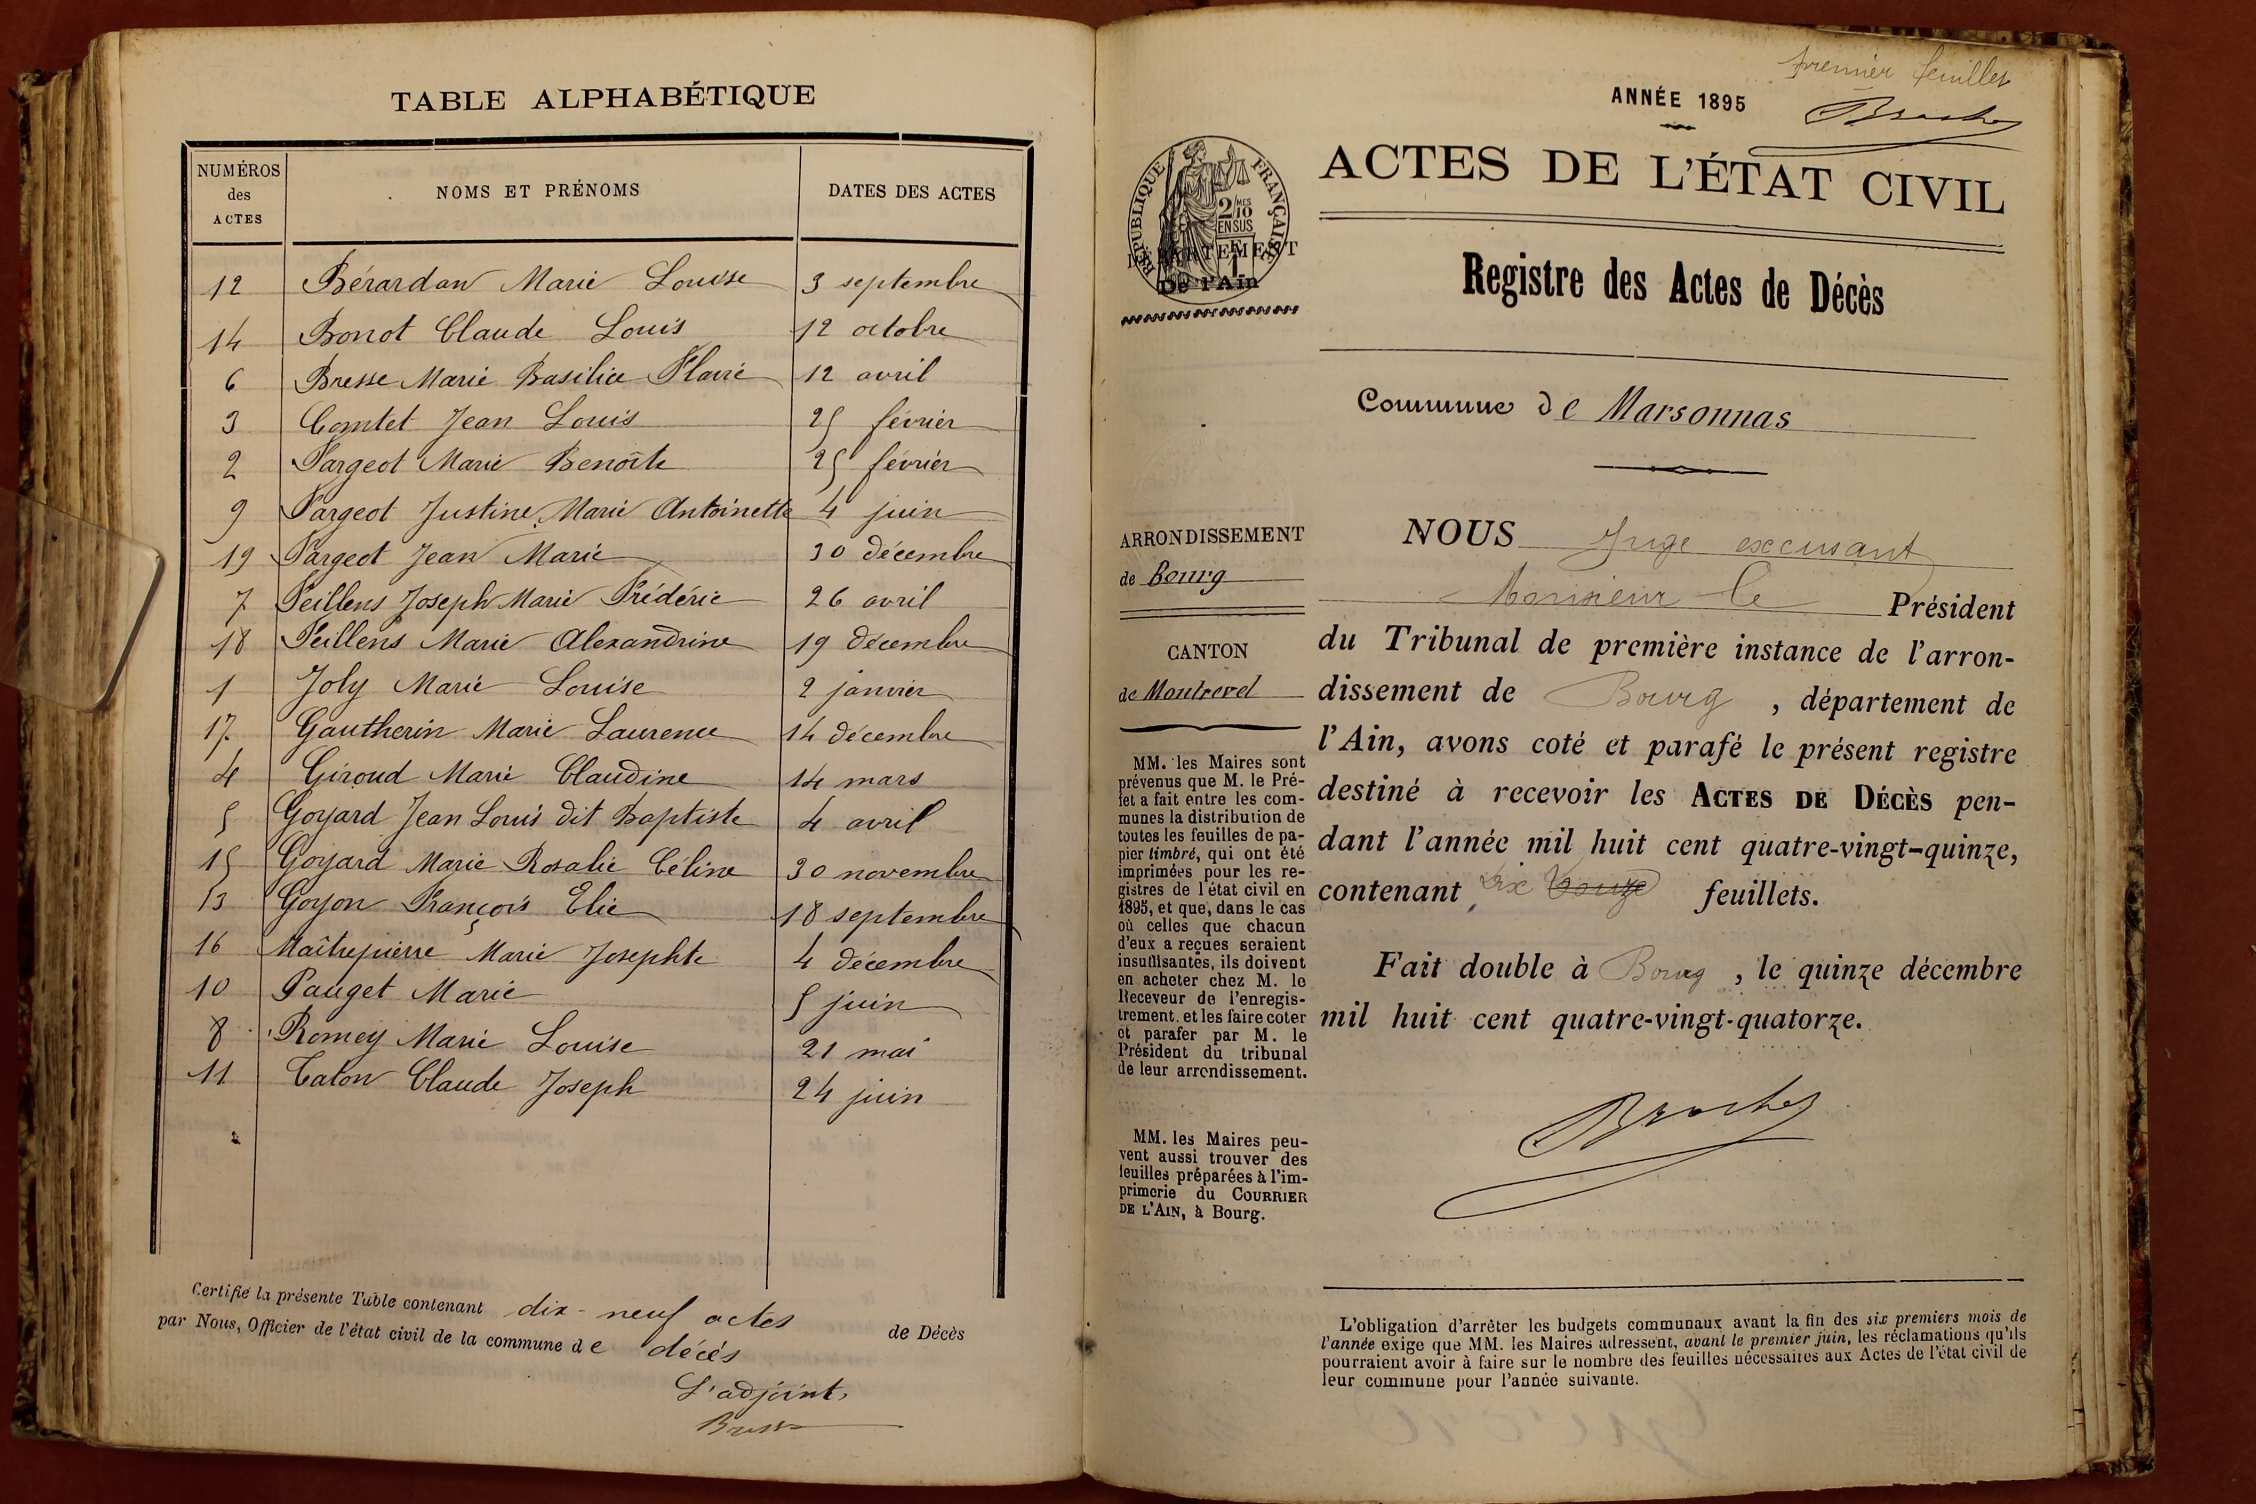 TABLE ALPHABÉTIQUE
NUMÉROS des ACTES NOMS ET PRÉNOMS DATES DES ACTES
12 Bérardan Marie Louise 3 septembre
14 Bonot Claude Louis 12 octobre
6 Bresse Marie Basilice Flavie 12 avril
3 Comtet Jean Louis 25 février
2 Fargeot Marie Benoîte 25 février
9 Fargeot Justine Marie Antoinette 4 juin
19 Fargeot Jean Marie 30 décembre
7 Feillens Joseph Marie Frédéric 26 avril
18 Feillens Marie Alexandrine 19 décembre
1 Joly Marie Louise 2 janvier
17 Gautherin Marie Laurence 14 décembre
4 Giroud Marie Claudine 14 mars
5 Goyard Jean Louis dit Baptiste 4 avril
15 Goyard Marie Rosalie Céline 30 novembre
13 Goyon François Elie 18 septembre
16 Maîtrepierre Marie Josephte 4 décembre
10 Pauget Marie 5 juin
8 Romey Marie Louise 21 mai
11 Talon Claude Joseph 24 juin
Certifié la présente Table contenant dix-neuf actes de Décès
par Nous, Officier de l'état civil de la commune de décès
L'adjoint,
premier feuillet
ANNÉE 1895
ACTES DE L'ÉTAT CIVIL
RÉPUBLIQUE FRANÇAISE
2/10 MES
EN SUS
DÉPARTEMENT
De l'Ain
Registre des Actes de Décès
Commune de Marsonnas
ARRONDISSEMENT
de Bourg
CANTON
de Montrevel
MM. les Maires sont
prévenus que M. le Pré-
fet a fait entre les com-
munes la distribution de
toutes les feuilles de pa-
pier timbré, qui ont été
imprimées pour les re-
gistres de l'état civil en
1895, et que, dans le cas
où celles que chacun
d'eux a reçues seraient
insuffisantes, ils doivent
en acheter chez M. le
Receveur de l'enregis-
trement, et les faire coter
et parafer par M. le
Président du tribunal
de leur arrondissement.
MM. les Maires peu-
vent aussi trouver des
feuilles préparées à l'im-
primerie du COURRIER
DE L'AIN, à Bourg.
NOUS Juge excusant
Monsieur le Président
du Tribunal de première instance de l'arron-
dissement de Bourg, département de
l'Ain, avons coté et parafé le présent registre
destiné à recevoir les ACTES DE DÉCÈS pen-
dant l'année mil huit cent quatre-vingt-quinze,
contenant feuillets.
Fait double à Bourg, le quinze décembre
mil huit cent quatre-vingt-quatorze.
L'obligation d'arrêter les budgets communaux avant la fin des six premiers mois de
l'année exige que MM. les Maires adressent, avant le premier juin, les réclamations qu'ils
pourraient avoir à faire sur le nombre des feuilles nécessaires aux Actes de l'état civil de
leur commune pour l'année suivante.